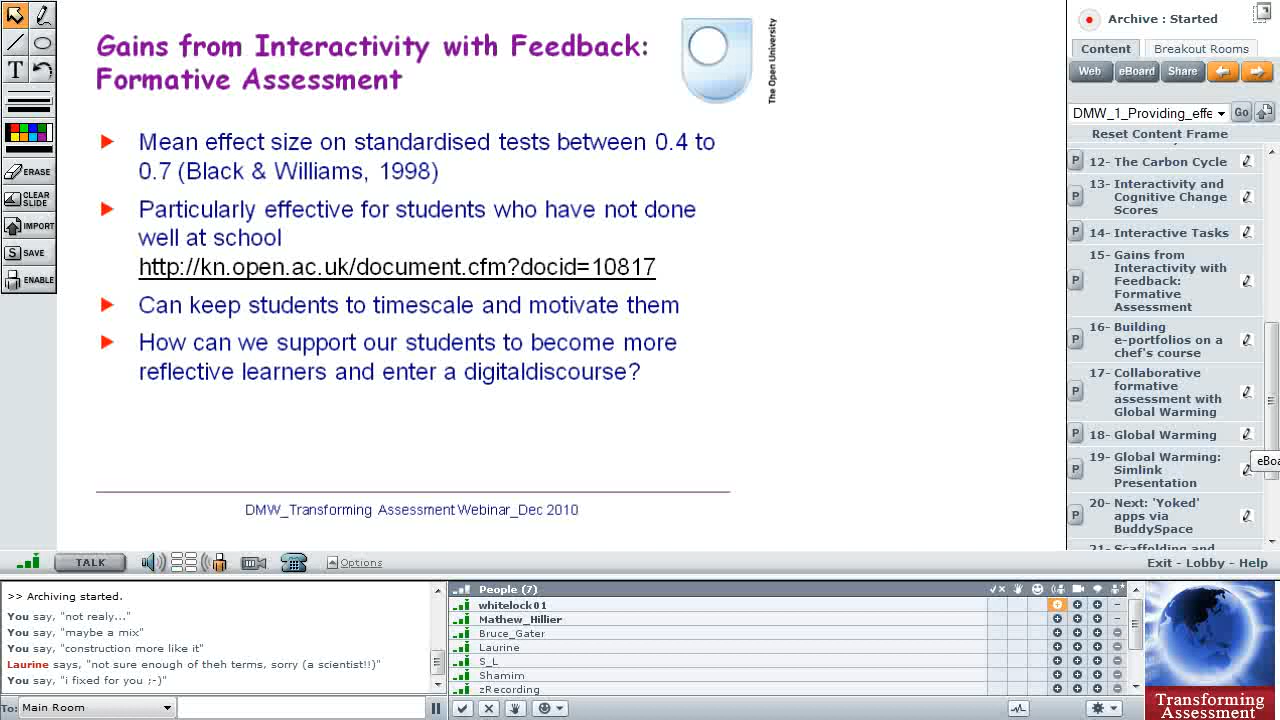 Gains from Interactivity with Feedback:
Formative Assessment
The Open University
Mean effect size on standardised tests between 0.4 to
0.7 (Black & Williams, 1998)
Particularly effective for students who have not done
well at school
http://kn.open.ac.uk/document.cfm?docid=10817
Can keep students to timescale and motivate them
How can we support our students to become more
reflective learners and enter a digitaldiscourse?
DMW_Transforming Assessment Webinar_Dec 2010
T
ERASE
CLEAR
SLIDE
IMPORT
SAVE
ENABLE
Archive : Started
Content
Breakout Rooms
Web
eBoard
Share
DMW_1_Providing_effe
Go
Reset Content Frame
P 12- The Carbon Cycle
P 13- Interactivity and
Cognitive Change
Scores
P 14- Interactive Tasks
P 15- Gains from
Interactivity with
Feedback:
Formative
Assessment
P 16- Building
e-portfolios on a
chef's course
P 17- Collaborative
formative
assessment with
Global Warming
P 18- Global Warming
P 19- Global Warming:
Simlink
Presentation
eBoa
P 20- Next: 'Yoked'
apps via
BuddySpace
21- Scaffolding and
TALK
Options
Exit - Lobby - Help
>> Archiving started.
You say, "not realy..."
You say, "maybe a mix"
You say, "construction more like it"
Laurine says, "not sure enough of theh terms, sorry (a scientist!!)"
You say, "i fixed for you ;-)"
To: Main Room
People (7)
whitelock01
Mathew_Hillier
Bruce_Gater
Laurine
S_L
Shamim
zRecording
Transforming
Assessment